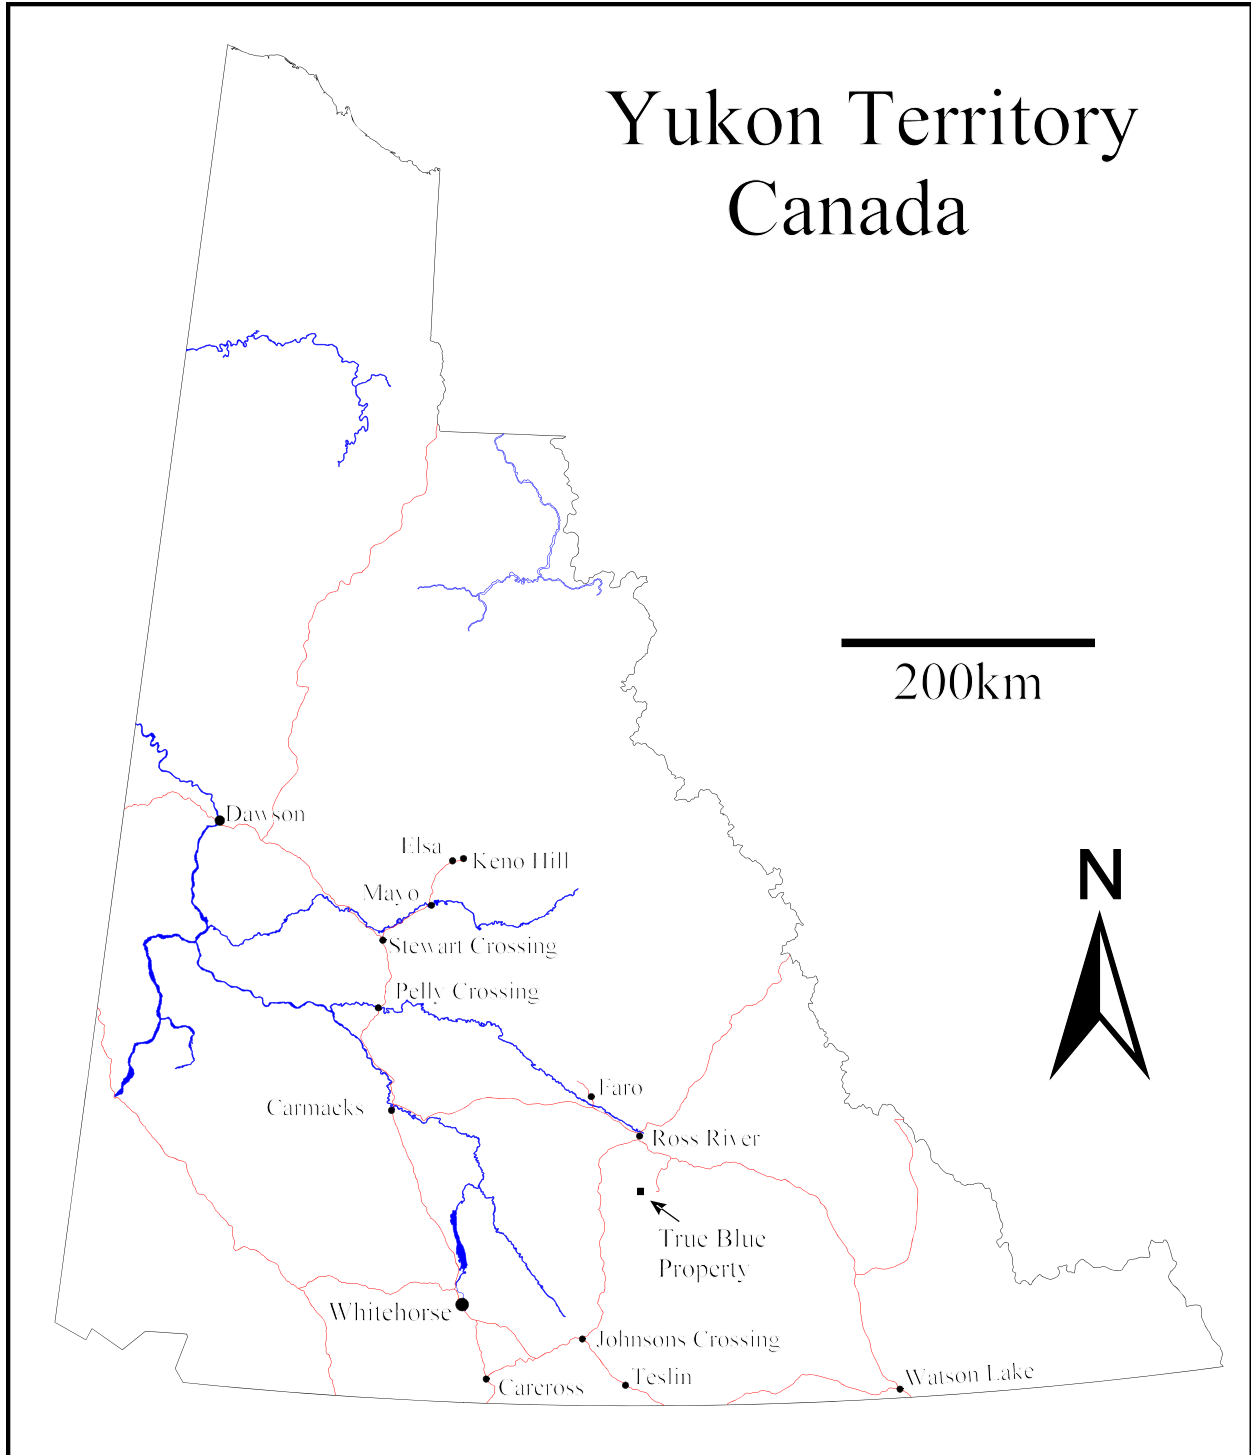 Yukon Territory
Canada
200km
Dawson
Elsa
Keno Hill
Mayo
N
Stewart Crossing
Pelly Crossing
Faro
Carmacks
Ross River
True Blue
Property
Whitehorse
Johnsons Crossing
Teslin
Watson Lake
Carcross